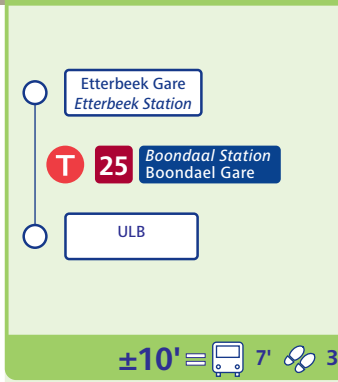 Etterbeek Gare
Etterbeek Station
T 25 Boondaal Station
Boondael Gare
ULB
±10'= 7' 3